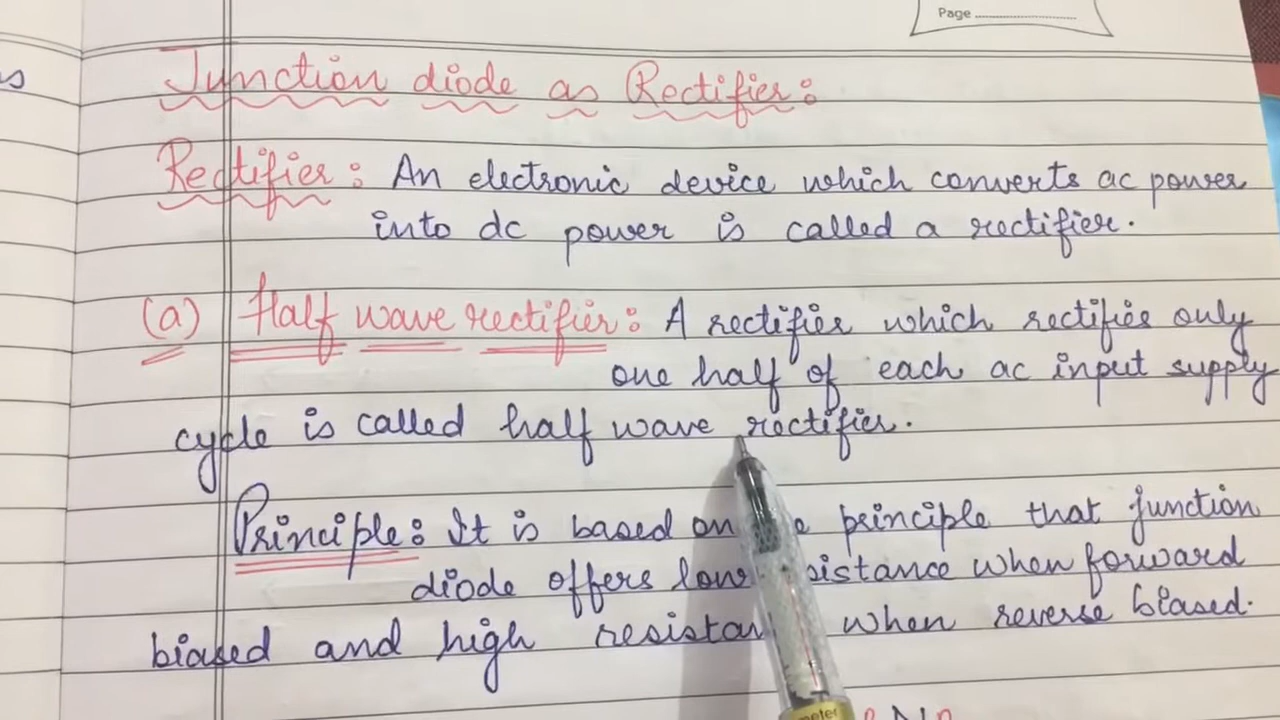 Page
Junction diode as Rectifier:
Rectifier: An electronic device which converts ac power
into dc power is called a rectifier.
(a) Half wave rectifier: A rectifier which rectifies only
one half of each ac input supply
cycle is called half wave rectifier.
Principle: It is based on principle that junction
diode offers low when forward
biased and high when reverse biased.